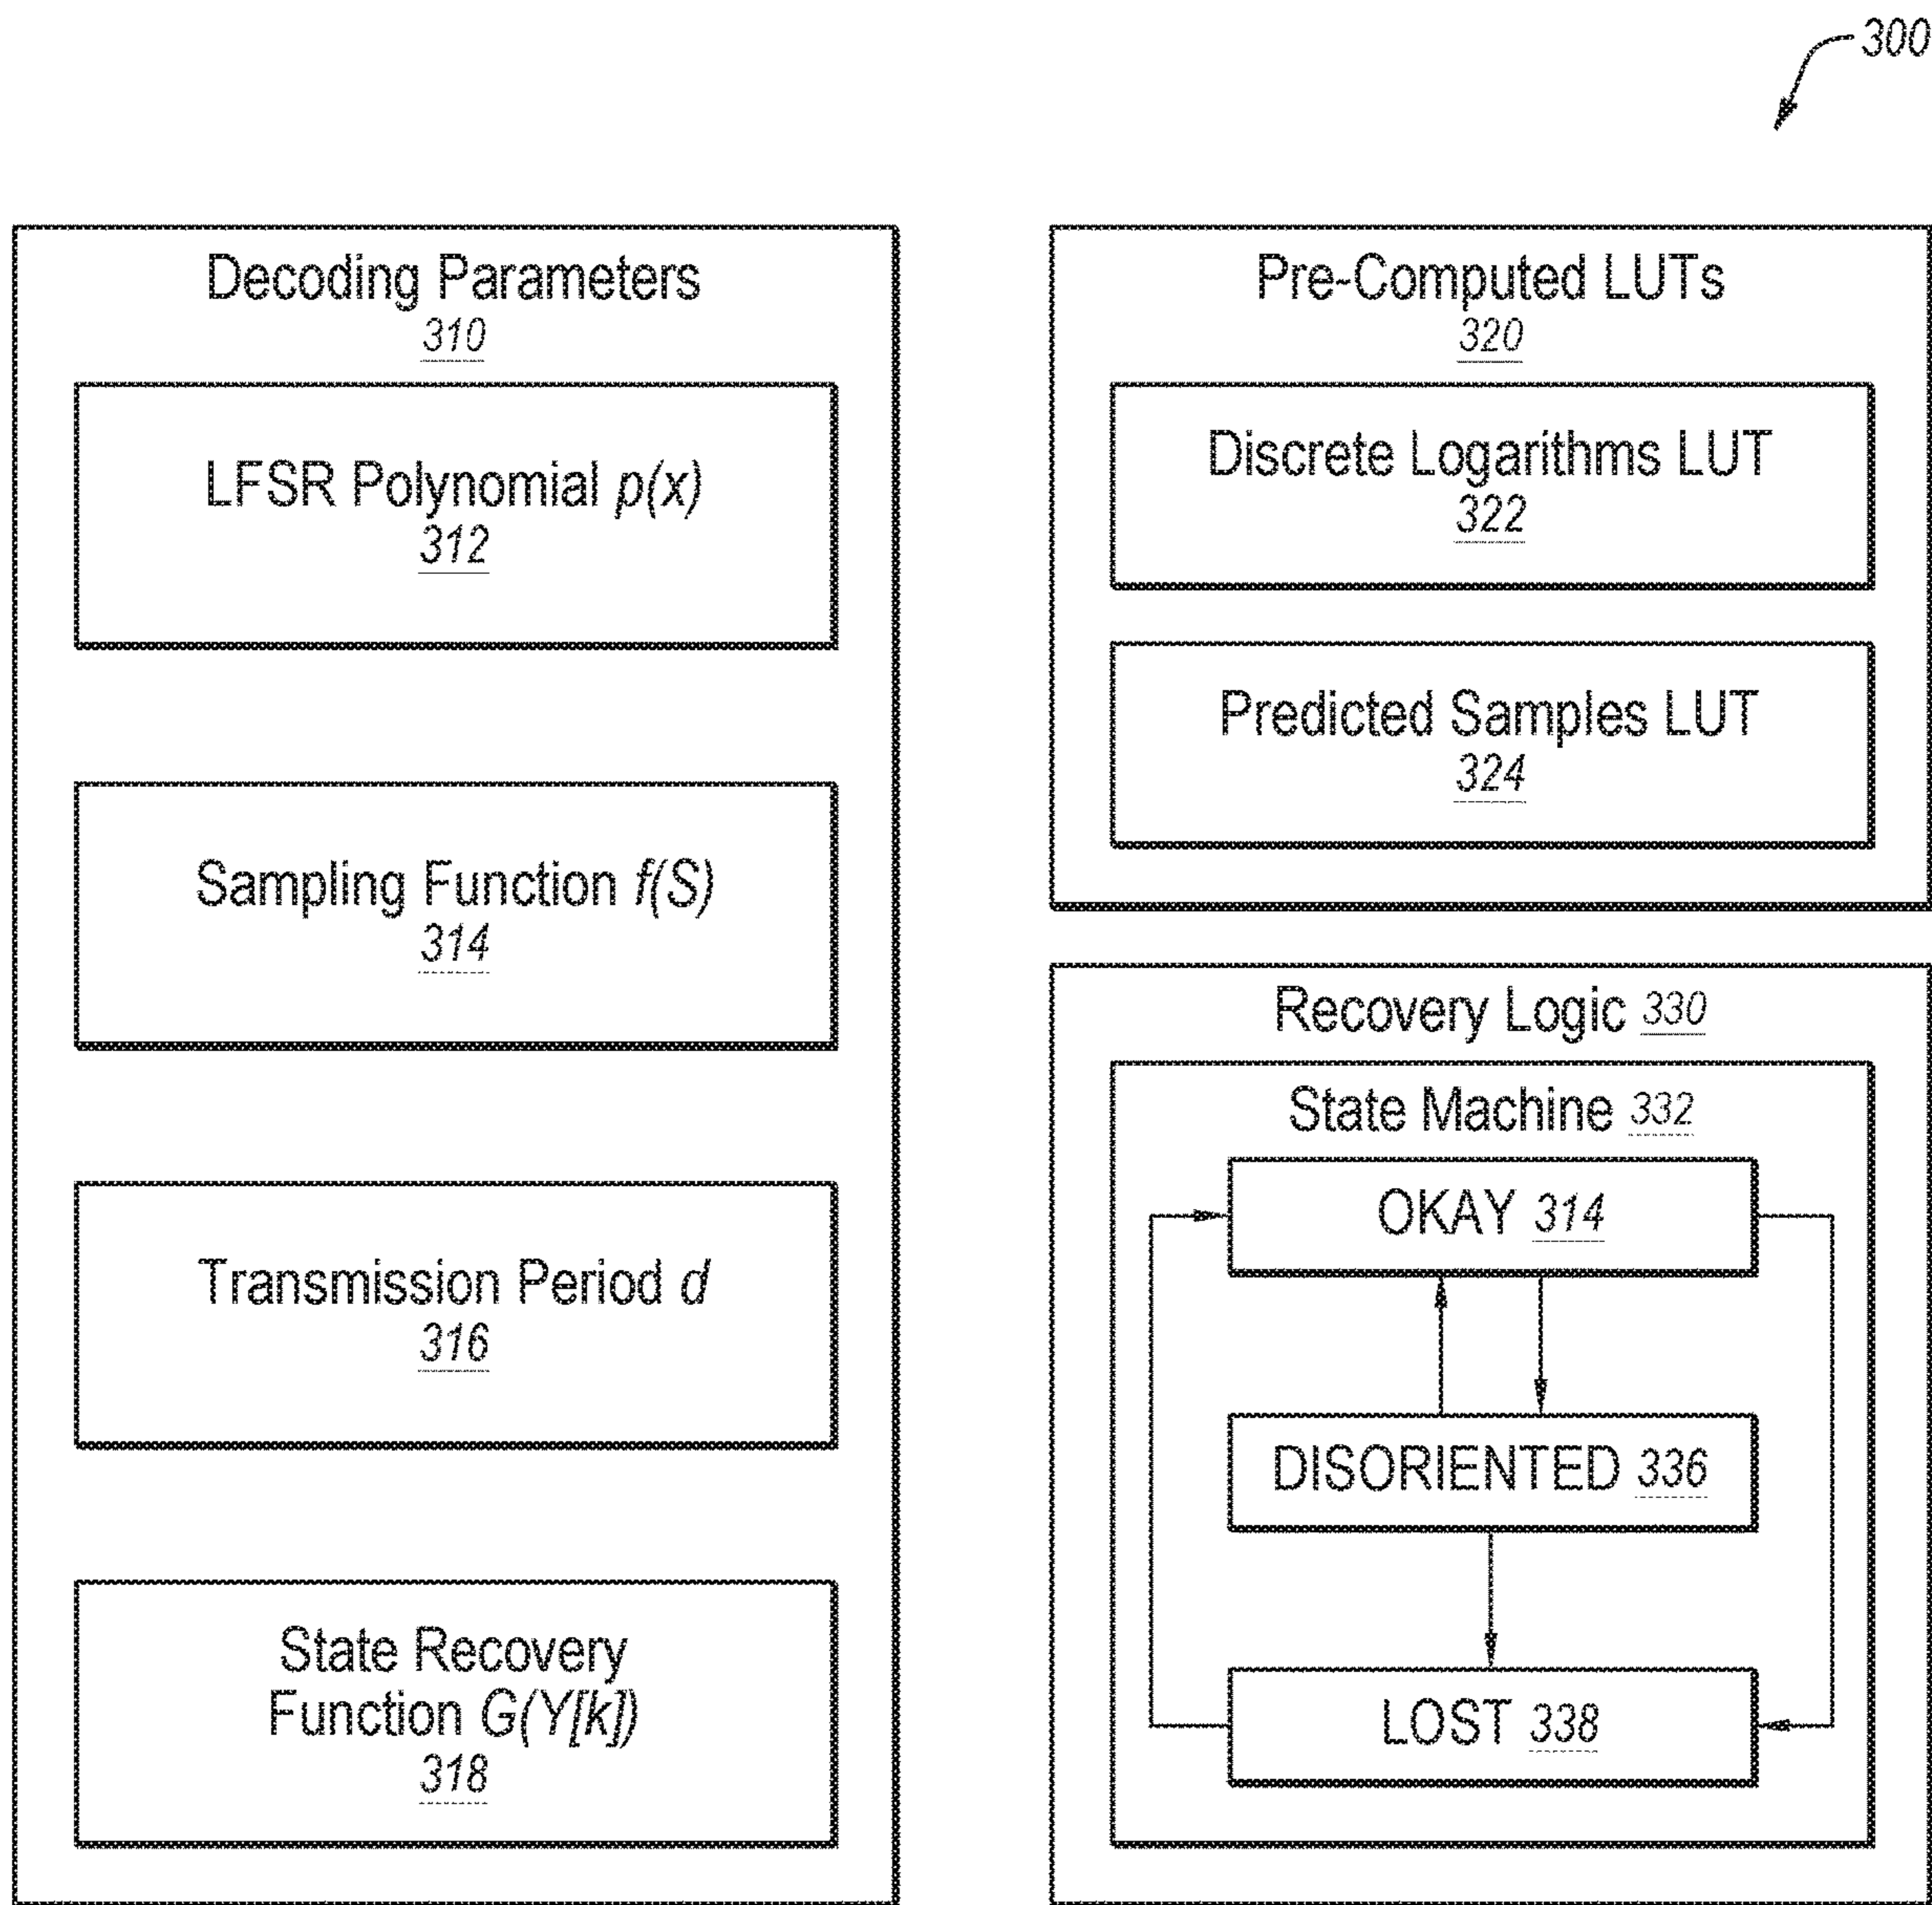 300
Decoding Parameters
310
LFSR Polynomial p(x)
312
Sampling Function f(S)
314
Transmission Period d
316
State Recovery
Function G(Y[k])
318
Pre-Computed LUTs
320
Discrete Logarithms LUT
322
Predicted Samples LUT
324
Recovery Logic 330
State Machine 332
OKAY 314
DISORIENTED 336
LOST 338